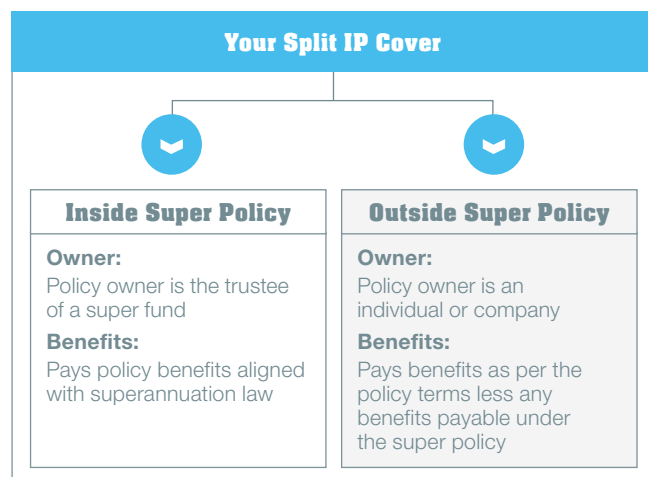 Your Split IP Cover
Inside Super Policy
Owner:
Policy owner is the trustee
of a super fund
Benefits:
Pays policy benefits aligned
with superannuation law
Outside Super Policy
Owner:
Policy owner is an
individual or company
Benefits:
Pays benefits as per the
policy terms less any
benefits payable under
the super policy